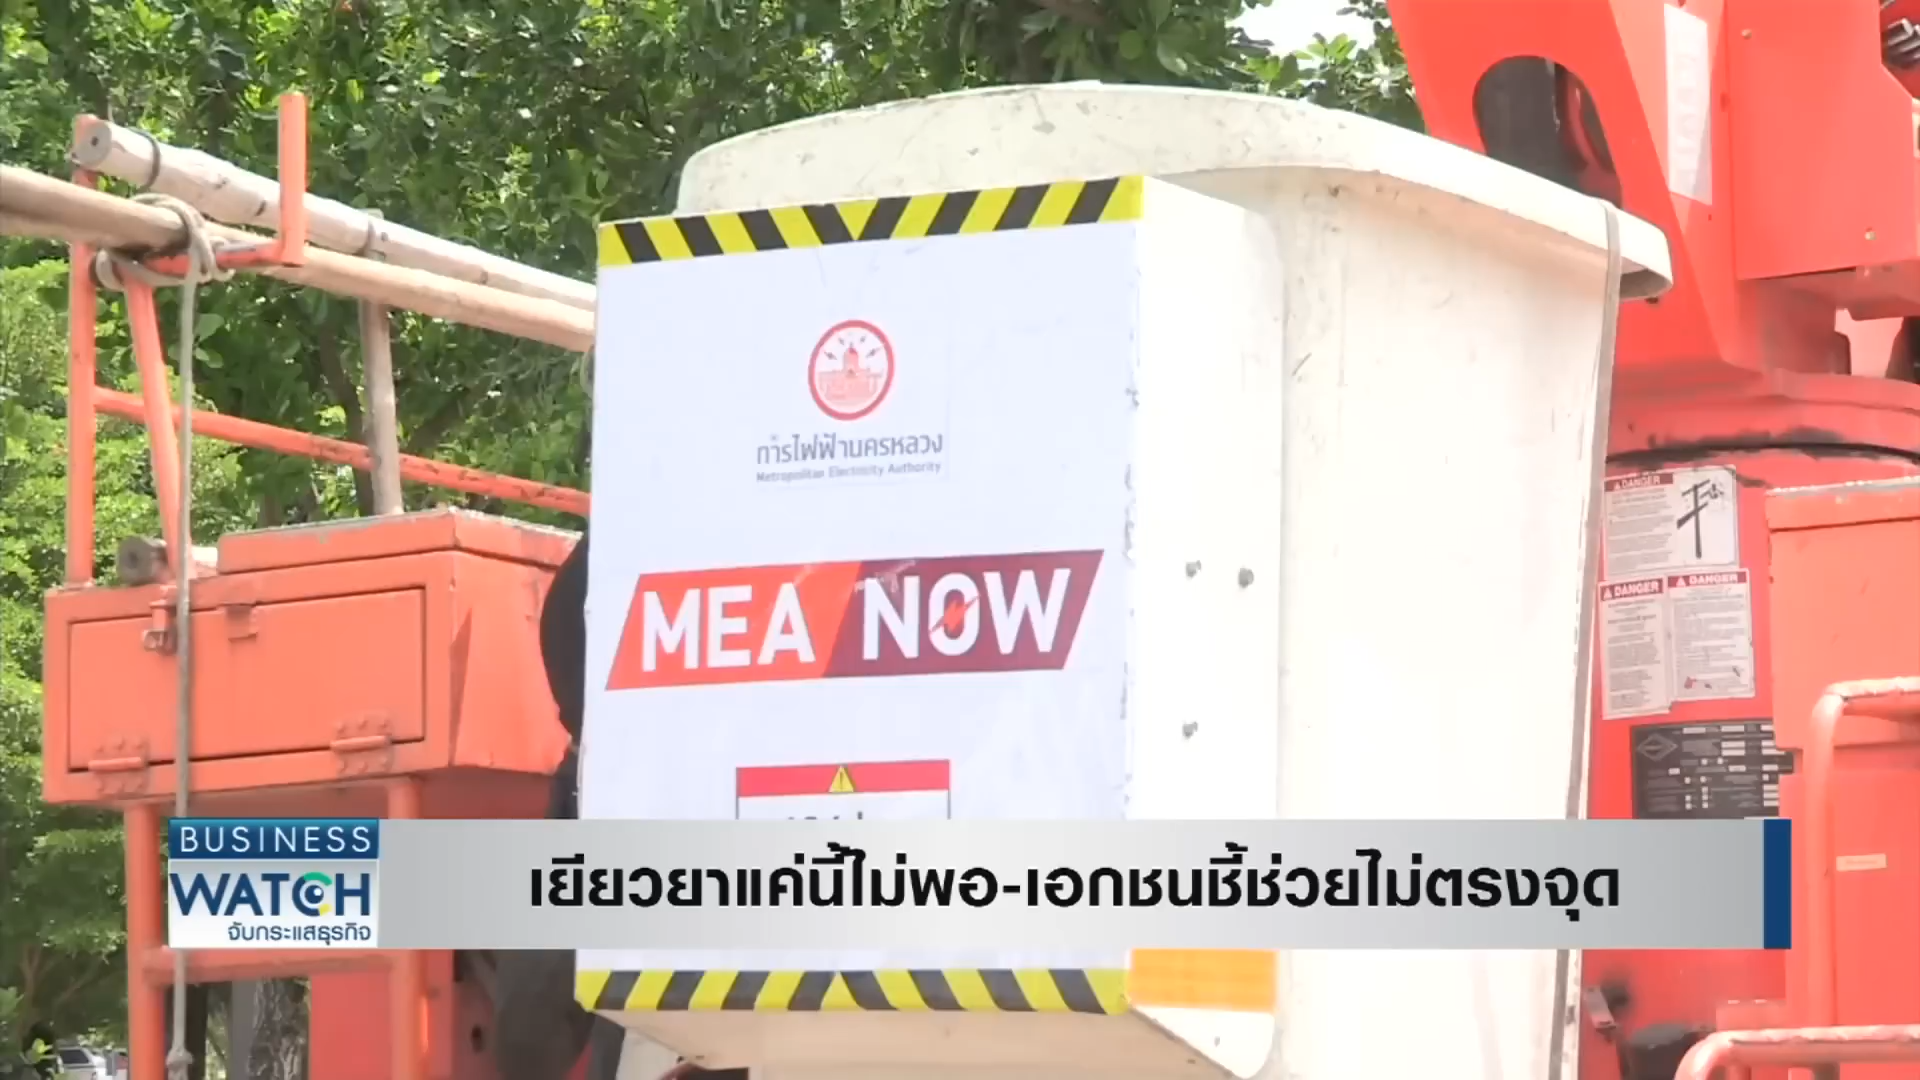 การไฟฟ้านครหลวง
Metropolitan Electricity Authority
MEA NOW
DANGER
DANGER
DANGER
BUSINESS
WATCH
จับกระแสธุรกิจ
เยียวยาแค่นี้ไม่พอ-เอกชนชี้ช่วยไม่ตรงจุด